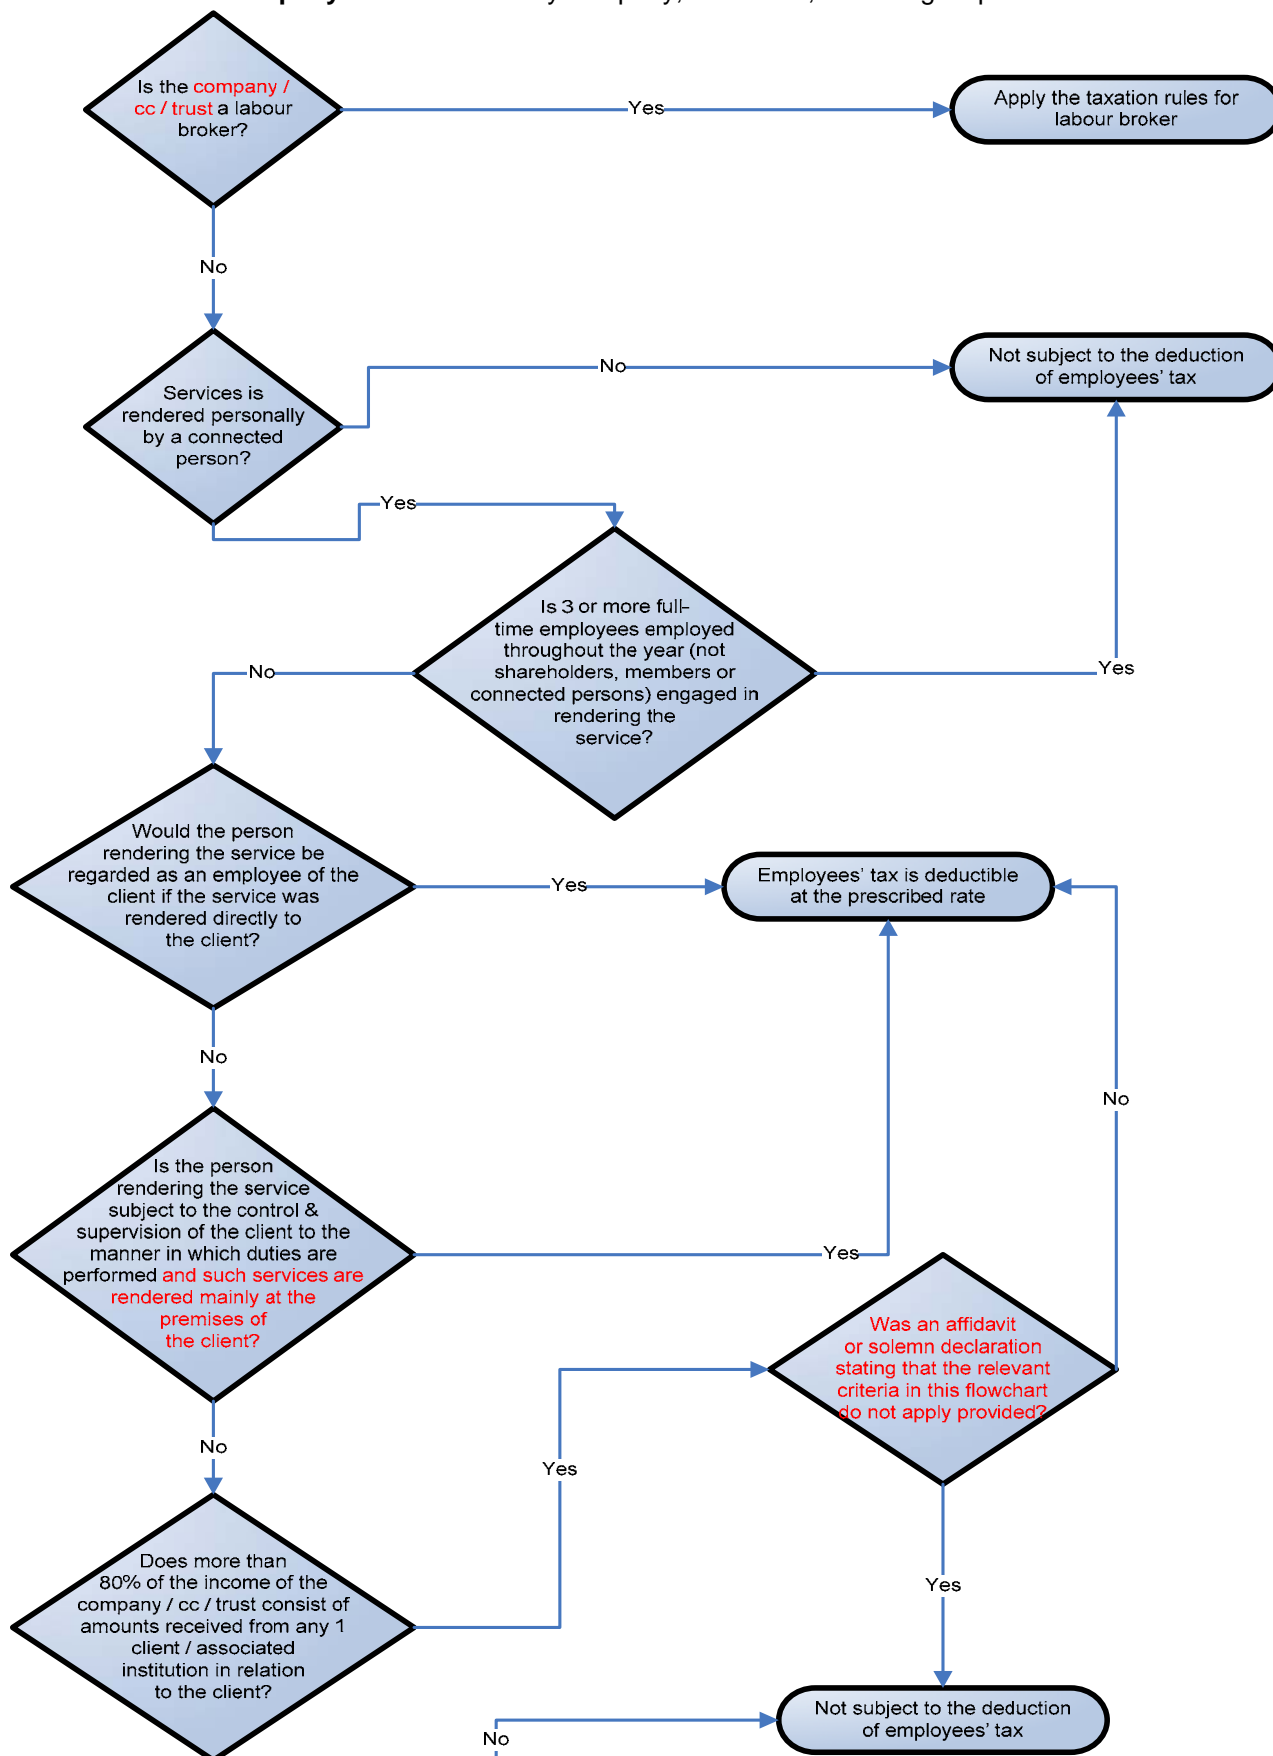 Is the company /
cc / trust a labour
broker?
Yes
Apply the taxation rules for
labour broker
No
Services is
rendered personally
by a connected
person?
No
Not subject to the deduction
of employees' tax
Yes
Is 3 or more full-
time employees employed
throughout the year (not
shareholders, members or
connected persons) engaged in
rendering the
service?
Yes
No
Would the person
rendering the service be
regarded as an employee of the
client if the service was
rendered directly to
the client?
Yes
Employees' tax is deductible
at the prescribed rate
No
No
Is the person
rendering the service
subject to the control &
supervision of the client to the
manner in which duties are
performed and such services are
rendered mainly at the
premises of
the client?
Yes
Was an affidavit
or solemn declaration
stating that the relevant
criteria in this flowchart
do not apply provided?
No
Yes
Does more than
80% of the income of the
company / cc / trust consist of
amounts received from any 1
client / associated
institution in relation
to the client?
Yes
Not subject to the deduction
of employees' tax
No